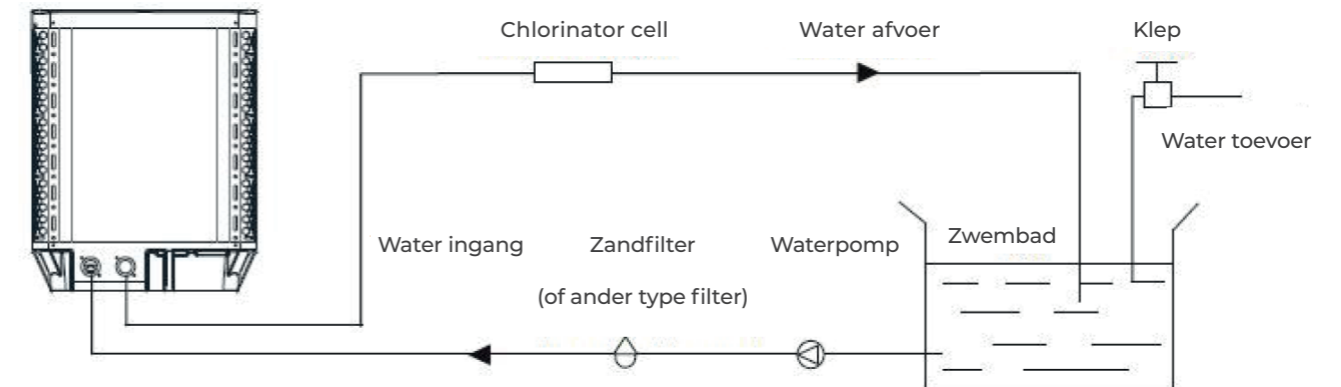 Chlorinator cell
Water afvoer
Klep
Water toevoer
Water ingang
Zandfilter
(of ander type filter)
Waterpomp
Zwembad